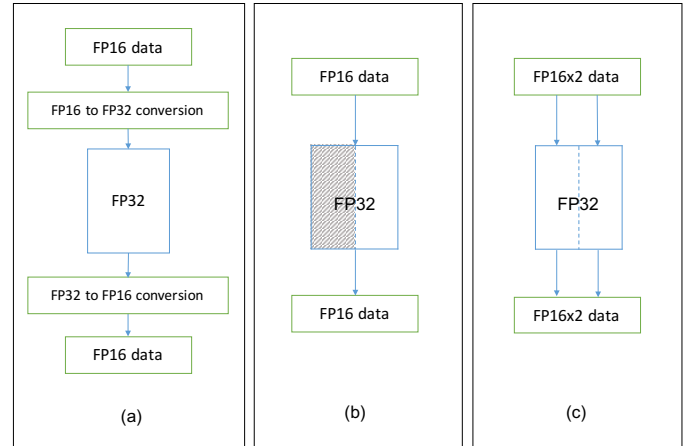 FP16 data
FP16 to FP32 conversion
FP32
FP32 to FP16 conversion
FP16 data
(a)
FP16 data
FP32
FP16 data
(b)
FP16x2 data
FP32
FP16x2 data
(c)